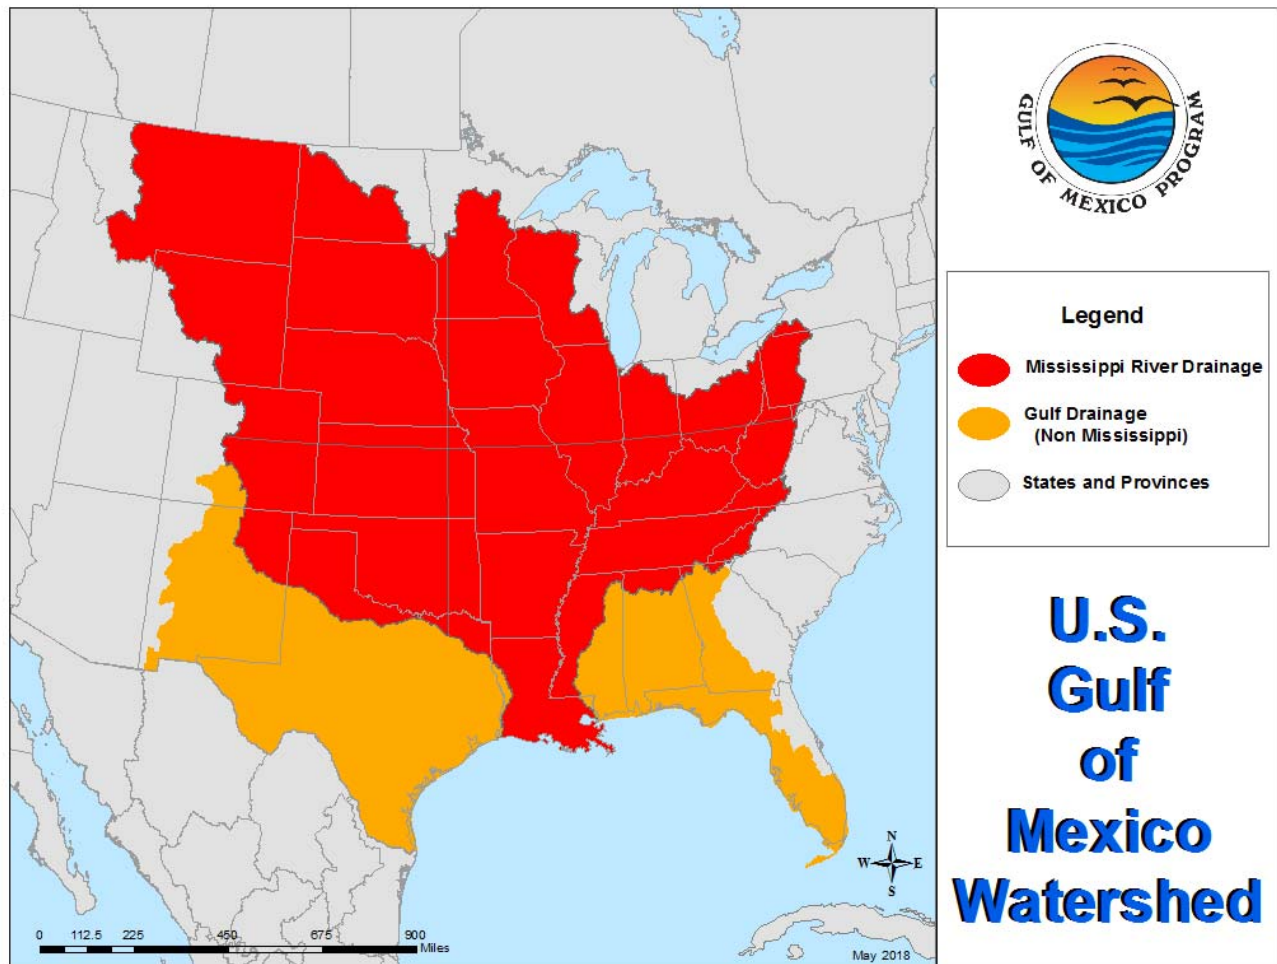 GULF OF MEXICO PROGRAM
Legend
Mississippi River Drainage
Gulf Drainage
(Non Mississippi)
States and Provinces
U.S.
Gulf
of
Mexico
Watershed
N
W E
S
0 112.5 225 450 675 900
Miles
May 2018